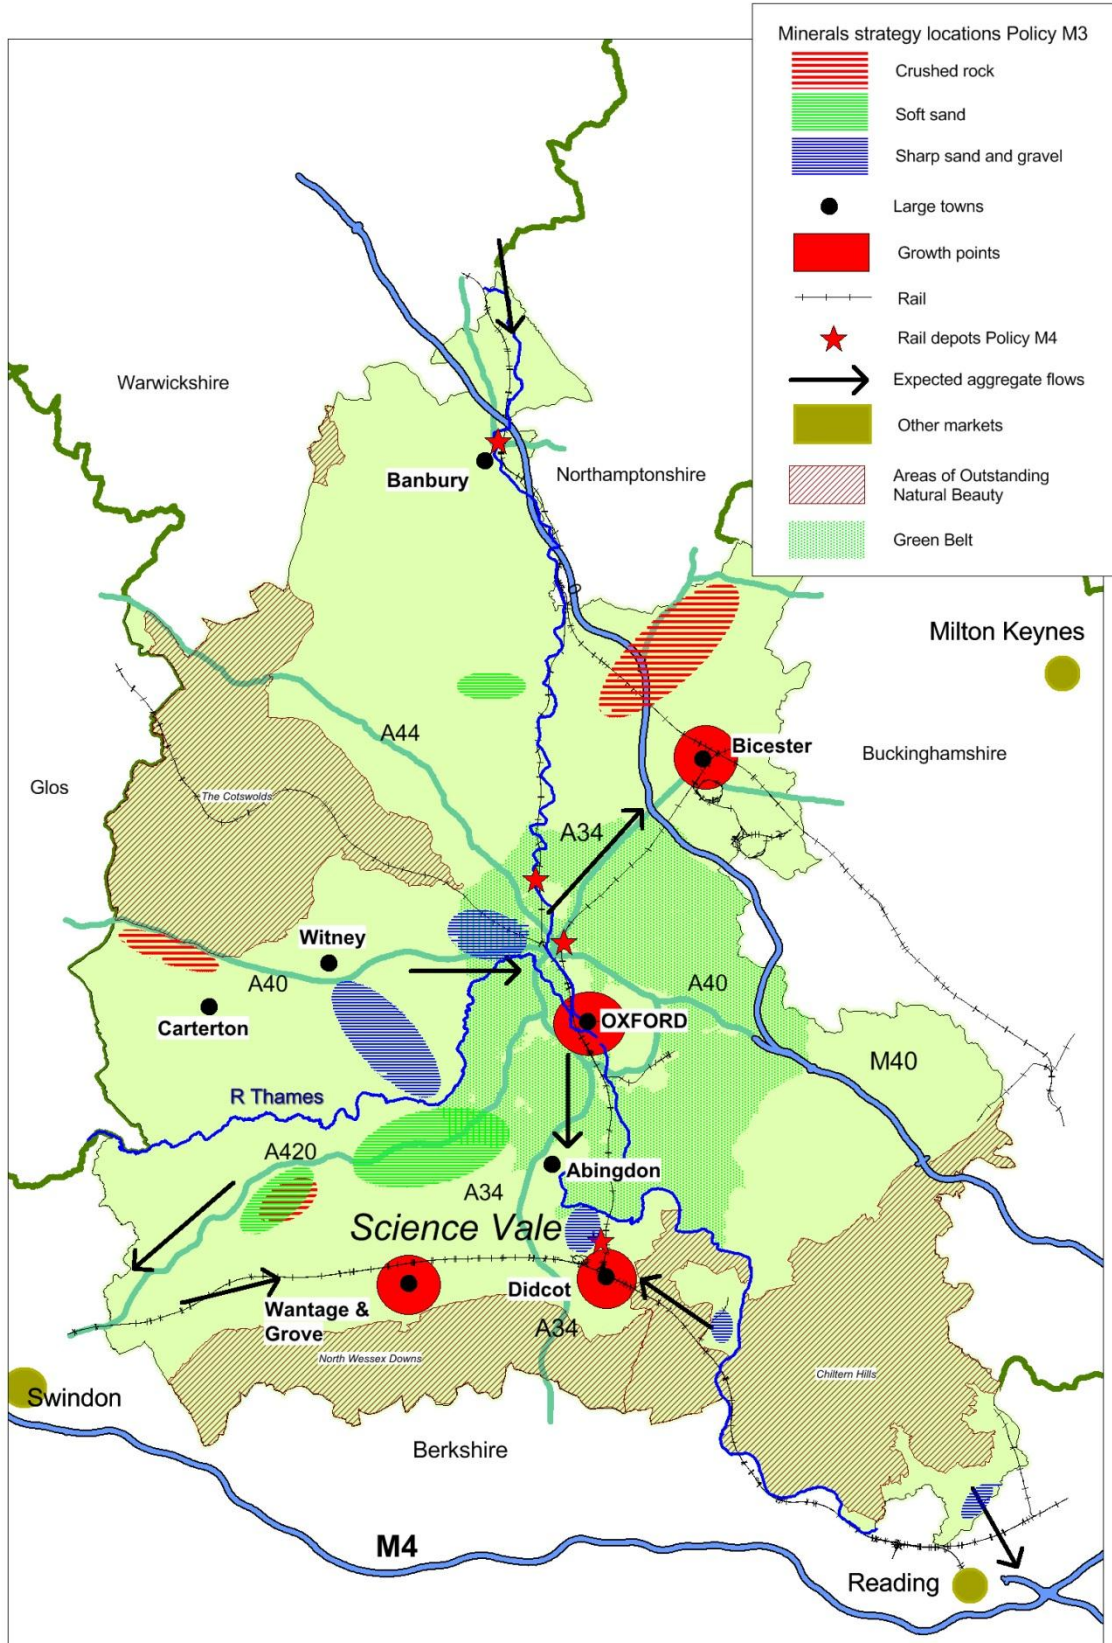 Minerals strategy locations Policy M3
Crushed rock
Soft sand
Sharp sand and gravel
Large towns
Growth points
Rail
Rail depots Policy M4
Expected aggregate flows
Other markets
Areas of Outstanding
Natural Beauty
Green Belt
Warwickshire
Banbury
Northamptonshire
Milton Keynes
A44
Bicester
Buckinghamshire
Glos
The Cotswolds
A34
Witney
A40
A40
Carterton
OXFORD
M40
R Thames
A420
Abingdon
A34
Science Vale
Didcot
Wantage &
Grove
A34
North Wessex Downs
Chiltern Hills
Swindon
Berkshire
M4
Reading